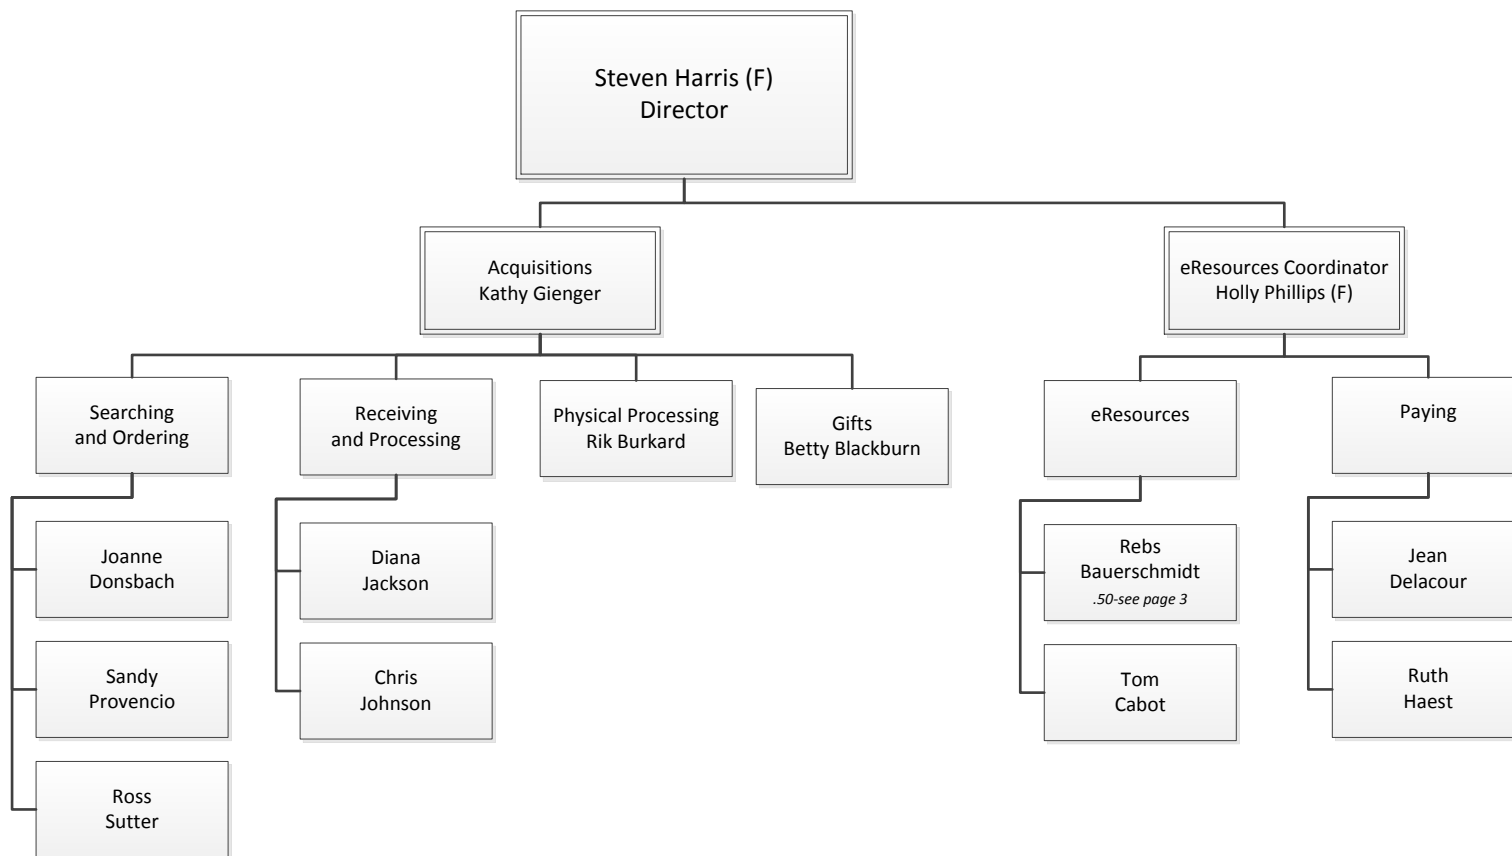 Steven Harris (F)
Director
Acquisitions
Kathy Gienger
eResources Coordinator
Holly Phillips (F)
Searching
and Ordering
Receiving
and Processing
Physical Processing
Rik Burkard
Gifts
Betty Blackburn
eResources
Paying
Joanne
Donsbach
Diana
Jackson
Rebs
Bauerschmidt
.50-see page 3
Jean
Delacour
Sandy
Provencio
Chris
Johnson
Tom
Cabot
Ruth
Haest
Ross
Sutter